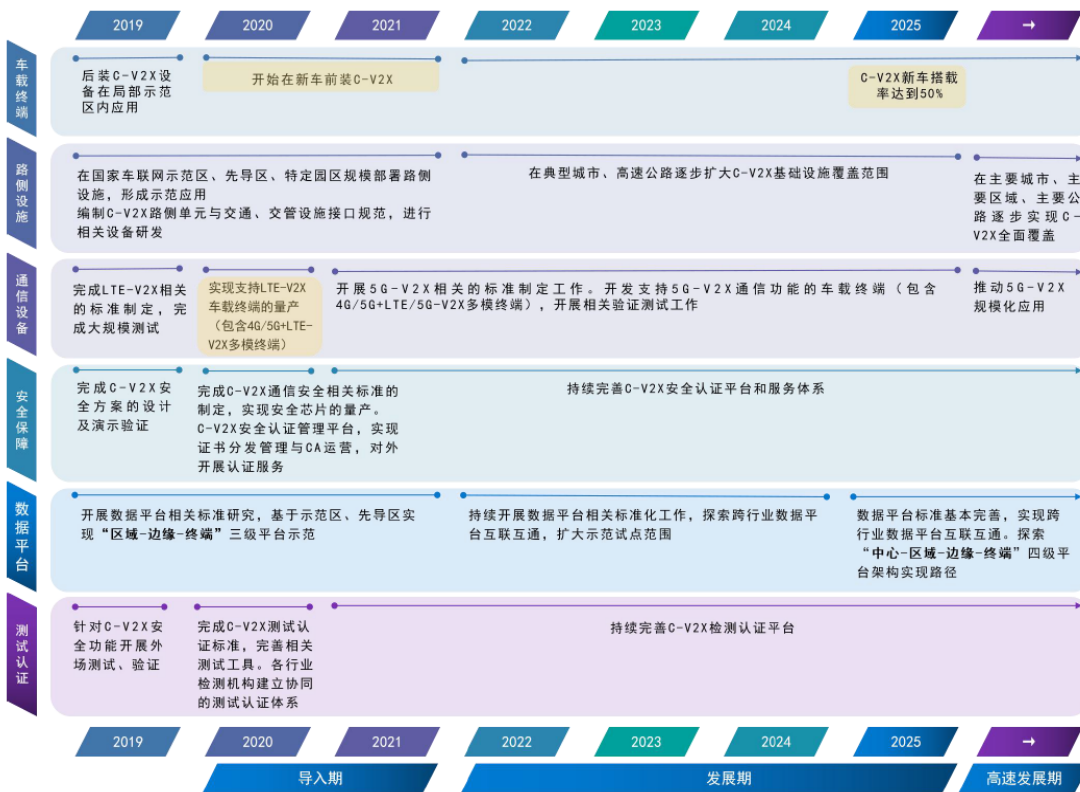 2019 2020 2021 2022 2023 2024 2025 →
车载终端
后装C-V2X设
备在局部示范
区内应用
开始在新车前装C-V2X
C-V2X新车搭载
率达到50%
路侧设施
在国家车联网示范区、先导区、特定园区规模部署路侧
设施，形成示范应用
编制C-V2X路侧单元与交通、交管设施接口规范，进行
相关设备研发
在典型城市、高速公路逐步扩大C-V2X基础设施覆盖范围
在主要城市、主
要区域、主要公
路逐步实现C-
V2X全面覆盖
通信设备
完成LTE-V2X相关
的标准制定，完
成大规模测试
实现支持LTE-V2X
车载终端的量产
（包含4G/5G+LTE-
V2X多模终端）
开展5G-V2X相关的标准制定工作。开发支持5G-V2X通信功能的车载终端（包含
4G/5G+LTE/5G-V2X多模终端），开展相关验证测试工作
推动5G-V2X
规模化应用
安全保障
完成C-V2X安
全方案的设计
及演示验证
完成C-V2X通信安全相关标准的
制定，实现安全芯片的量产。
C-V2X安全认证管理平台，实现
证书分发管理与CA运营，对外
开展认证服务
持续完善C-V2X安全认证平台和服务体系
数据平台
开展数据平台相关标准研究，基于示范区、先导区实
现“区域-边缘-终端”三级平台示范
持续开展数据平台相关标准化工作，探索跨行业数据平
台互联互通，扩大示范试点范围
数据平台标准基本完善，实现跨
行业数据平台互联互通。探索
“中心-区域-边缘-终端”四级平
台架构实现路径
测试认证
针对C-V2X安
全功能开展外
场测试、验证
完成C-V2X测试认
证标准，完善相关
测试工具。各行业
检测机构建立协同
的测试认证体系
持续完善C-V2X检测认证平台
2019 2020 2021 2022 2023 2024 2025 →
导入期 发展期 高速发展期